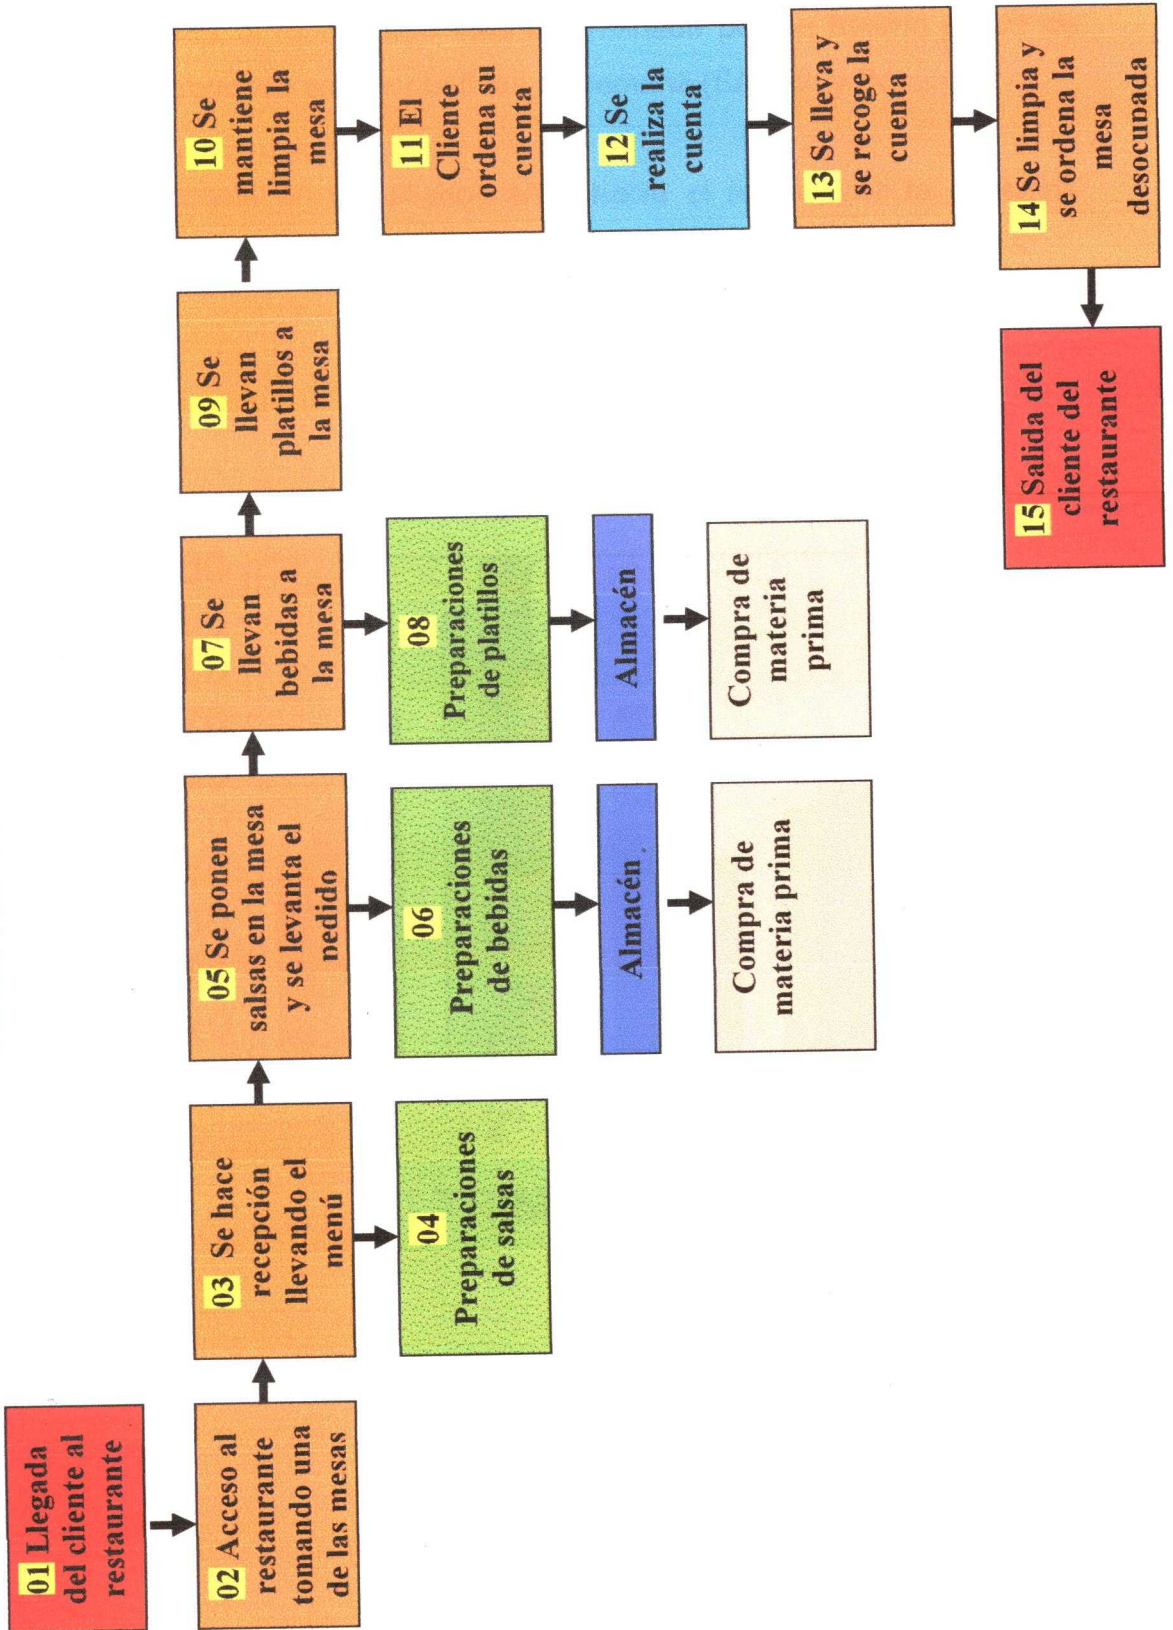 01 Llegada
del cliente al
restaurante
02 Acceso al
restaurante
tomando una
de las mesas
03 Se hace
recepción
llevando el
menú
04
Preparaciones
de salsas
05 Se ponen
salsas en la mesa
y se levanta el
pedido
06
Preparaciones
de bebidas
Almacén
Compra de
materia prima
07 Se
llevan
bebidas a
la mesa
08
Preparaciones
de platillos
Almacén
Compra de
materia
prima
09 Se
llevan
platillos a
la mesa
10 Se
mantiene
limpia la
mesa
11 El
Cliente
ordena su
cuenta
12 Se
realiza la
cuenta
13 Se lleva y
se recoge la
cuenta
14 Se limpia y
se ordena la
mesa
desocupada
15 Salida del
cliente del
restaurante